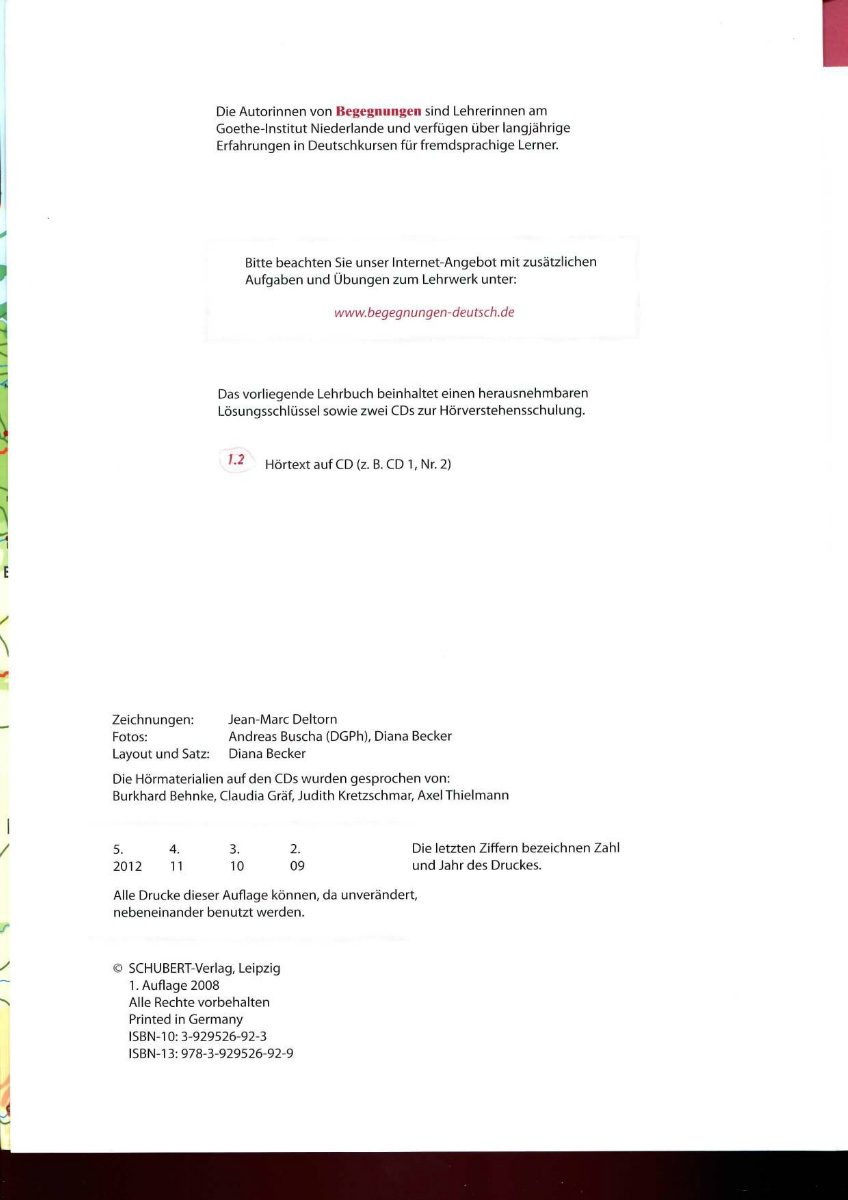 Die Autorinnen von Begegnungen sind Lehrerinnen am
Goethe-Institut Niederlande und verfügen über langjährige
Erfahrungen in Deutschkursen für fremdsprachige Lerner.
Bitte beachten Sie unser Internet-Angebot mit zusätzlichen
Aufgaben und Übungen zum Lehrwerk unter:
www.begegnungen-deutsch.de
Das vorliegende Lehrbuch beinhaltet einen herausnehmbaren
Lösungsschlüssel sowie zwei CDs zur Hörverstehensschulung.
1.2 Hörtext auf CD (z. B. CD 1, Nr. 2)
Zeichnungen: Jean-Marc Deltorn
Fotos: Andreas Buscha (DGPh), Diana Becker
Layout und Satz: Diana Becker
Die Hörmaterialien auf den CDs wurden gesprochen von:
Burkhard Behnke, Claudia Gräf, Judith Kretzschmar, Axel Thielmann
5. 4. 3. 2. Die letzten Ziffern bezeichnen Zahl
2012 11 10 09 und Jahr des Druckes.
Alle Drucke dieser Auflage können, da unverändert,
nebeneinander benutzt werden.
© SCHUBERT-Verlag, Leipzig
1. Auflage 2008
Alle Rechte vorbehalten
Printed in Germany
ISBN-10: 3-929526-92-3
ISBN-13: 978-3-929526-92-9